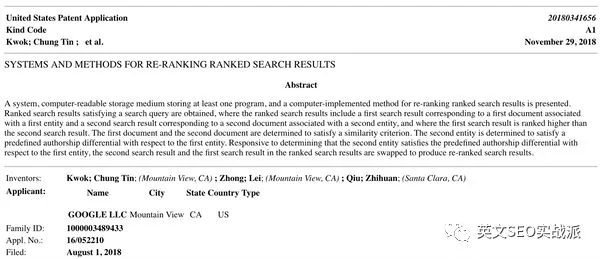 United States Patent Application 20180341656
Kind Code A1
Kwok; Chung Tin ; et al. November 29, 2018
SYSTEMS AND METHODS FOR RE-RANKING RANKED SEARCH RESULTS
Abstract
A system, computer-readable storage medium storing at least one program, and a computer-implemented method for re-ranking ranked search results is presented.
Ranked search results satisfying a search query are obtained, where the ranked search results include a first search result corresponding to a first document associated
with a first entity and a second search result corresponding to a second document associated with a second entity, and where the first search result is ranked higher than
the second search result. The first document and the second document are determined to satisfy a similarity criterion. The second entity is determined to satisfy a
predefined authorship differential with respect to the first entity. Responsive to determining that the second entity satisfies the predefined authorship differential with
respect to the first entity, the second search result and the first search result in the ranked search results are swapped to produce re-ranked search results.
Inventors: Kwok; Chung Tin; (Mountain View, CA) ; Zhong; Lei; (Mountain View, CA) ; Qiu; Zhihuan; (Santa Clara, CA)
Applicant: Name City State Country Type
GOOGLE LLC Mountain View CA US
Family ID: 1000003489433
Appl. No.: 16/052210
Filed: August 1, 2018
英文SEO实战派